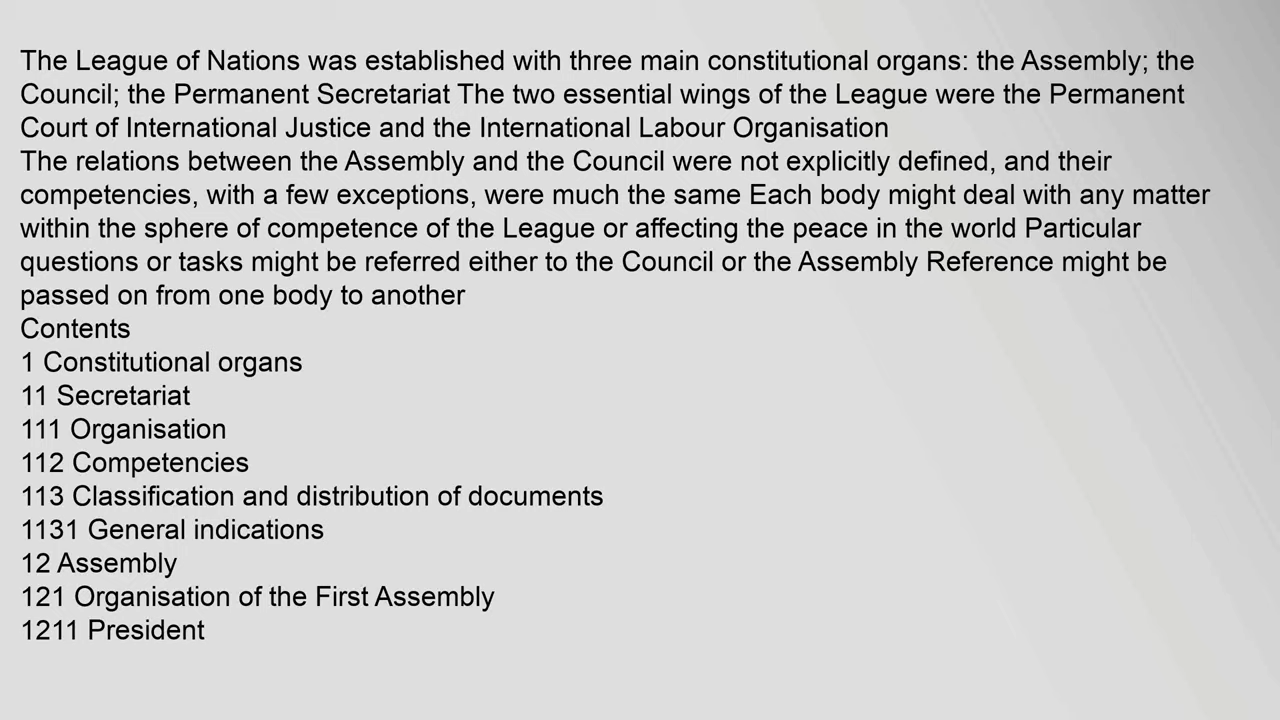 The League of Nations was established with three main constitutional organs: the Assembly; the
Council; the Permanent Secretariat The two essential wings of the League were the Permanent
Court of International Justice and the International Labour Organisation
The relations between the Assembly and the Council were not explicitly defined, and their
competencies, with a few exceptions, were much the same Each body might deal with any matter
within the sphere of competence of the League or affecting the peace in the world Particular
questions or tasks might be referred either to the Council or the Assembly Reference might be
passed on from one body to another
Contents
1 Constitutional organs
11 Secretariat
111 Organisation
112 Competencies
113 Classification and distribution of documents
1131 General indications
12 Assembly
121 Organisation of the First Assembly
1211 President